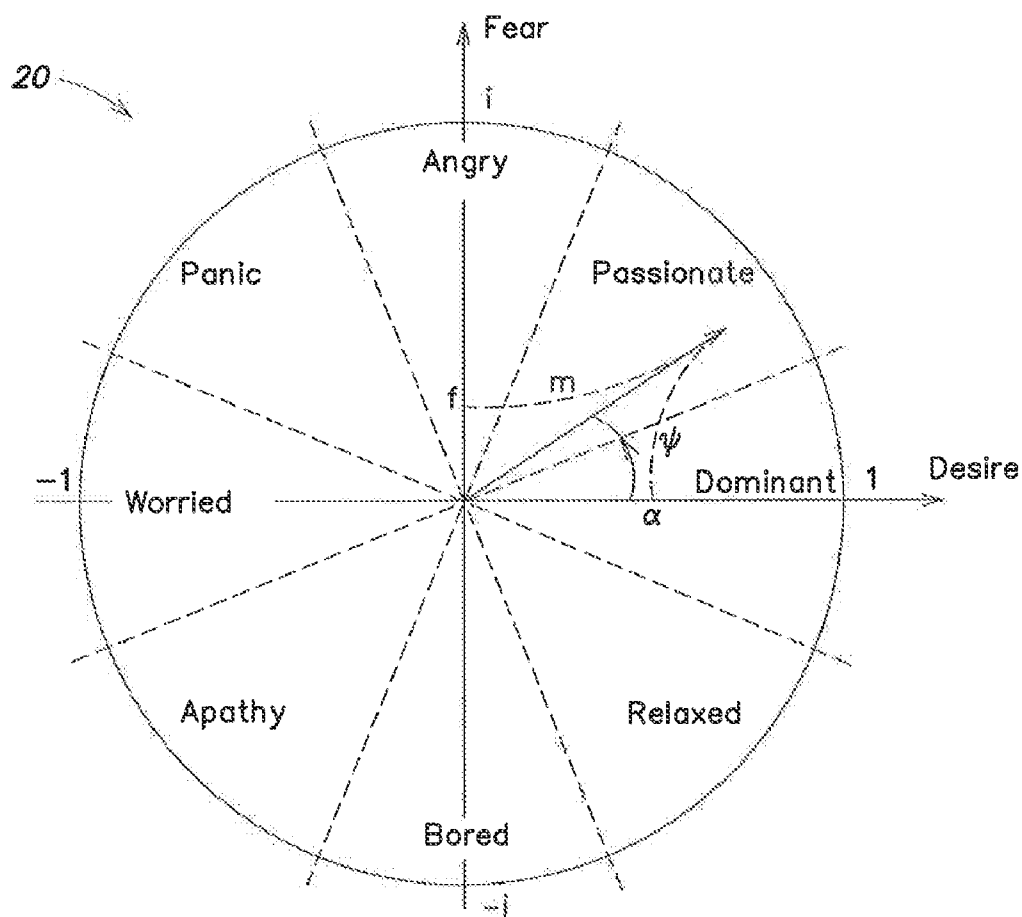 Fear
20
i
Angry
Panic
Passionate
f
m
ψ
-1
Worried
Dominant
1
Desire
α
Apathy
Relaxed
Bored
-i